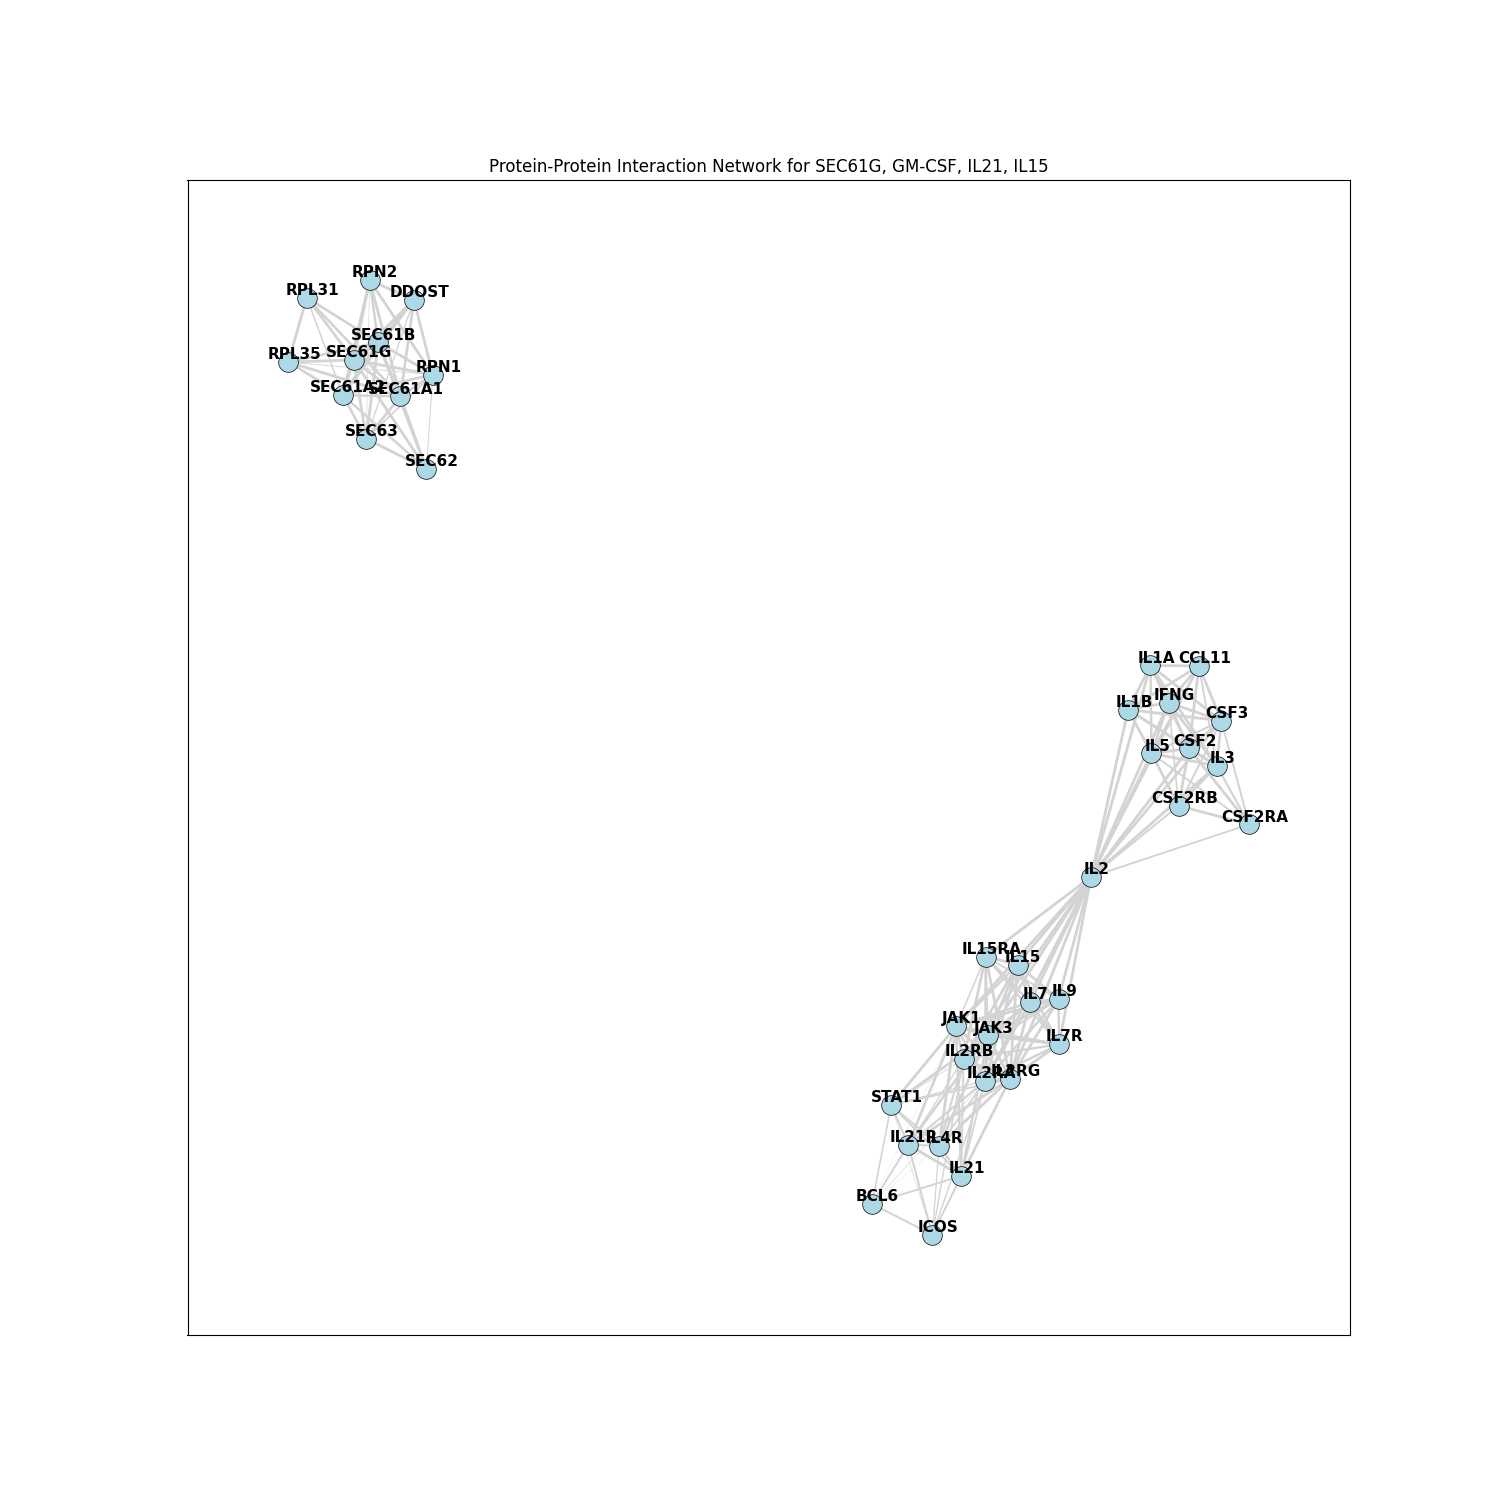 Protein-Protein Interaction Network for SEC61G, GM-CSF, IL21, IL15
RPN2
RPL31
DDOST
SEC61B
SEC61G
RPL35
RPN1
SEC61A2
SEC61A1
SEC63
SEC62
IL1A
CCL11
IFNG
IL1B
CSF3
CSF2
IL5
IL3
CSF2RB
CSF2RA
IL2
IL15RA
IL15
IL7
IL9
JAK1
JAK3
IL7R
IL2RB
IL2RA
IL2RG
STAT1
IL21R
IL4R
IL21
BCL6
ICOS